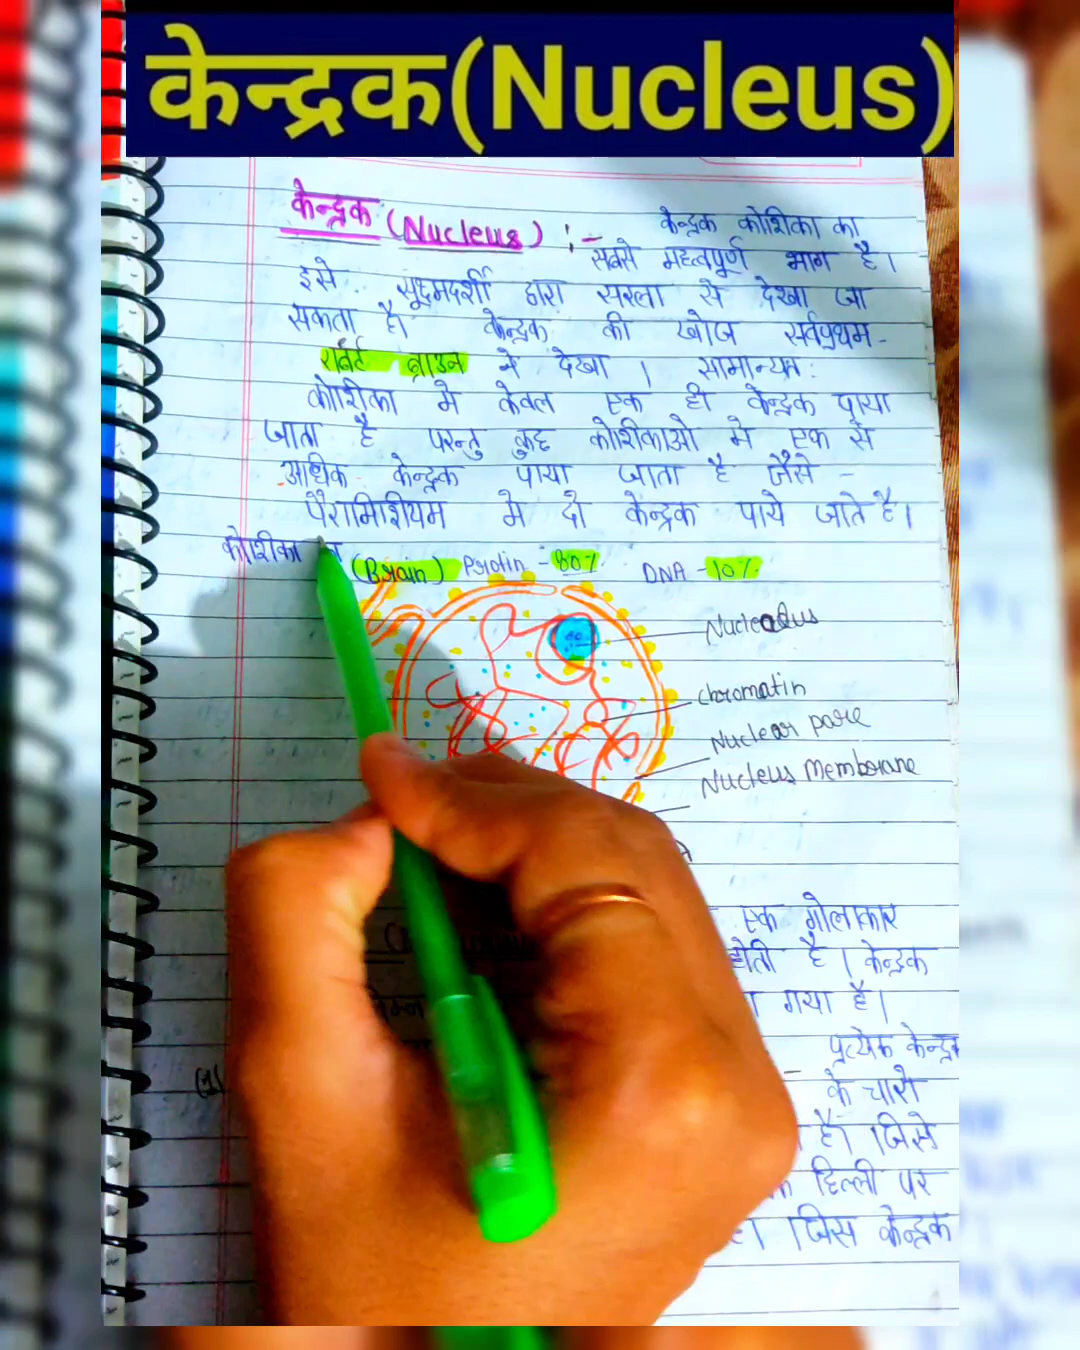 केन्द्रक(Nucleus)
केन्द्रक (Nucleus) :- केन्द्रक कोशिका का
सबसे महत्वपूर्ण भाग है।
इसे सूक्ष्मदर्शी द्वारा सरला से देखा जा
सकता है। केन्द्रक की खोज सर्वप्रथम-
राबर्ट ब्राउन ने देखा । सामान्यत:
कोशिका मे केवल एक ही केन्द्रक पाया
जाता है परन्तु कुछ कोशिकाओ मे एक से
अधिक केन्द्रक पाया जाता है जैसे -
पैरामिशियम मे दो केन्द्रक पाये जाते है।
कोशिका (Brain) Protin - 80% DNA - 10%
Nucleolus
Chromatin
Nuclear pore
Nucleus Membrane
एक गोलाकार
होती है। केन्द्रक
गया है।
प्रत्येक केन्द्रक
के चारो
है। जिसे
झिल्ली पर
जिस केन्द्रक